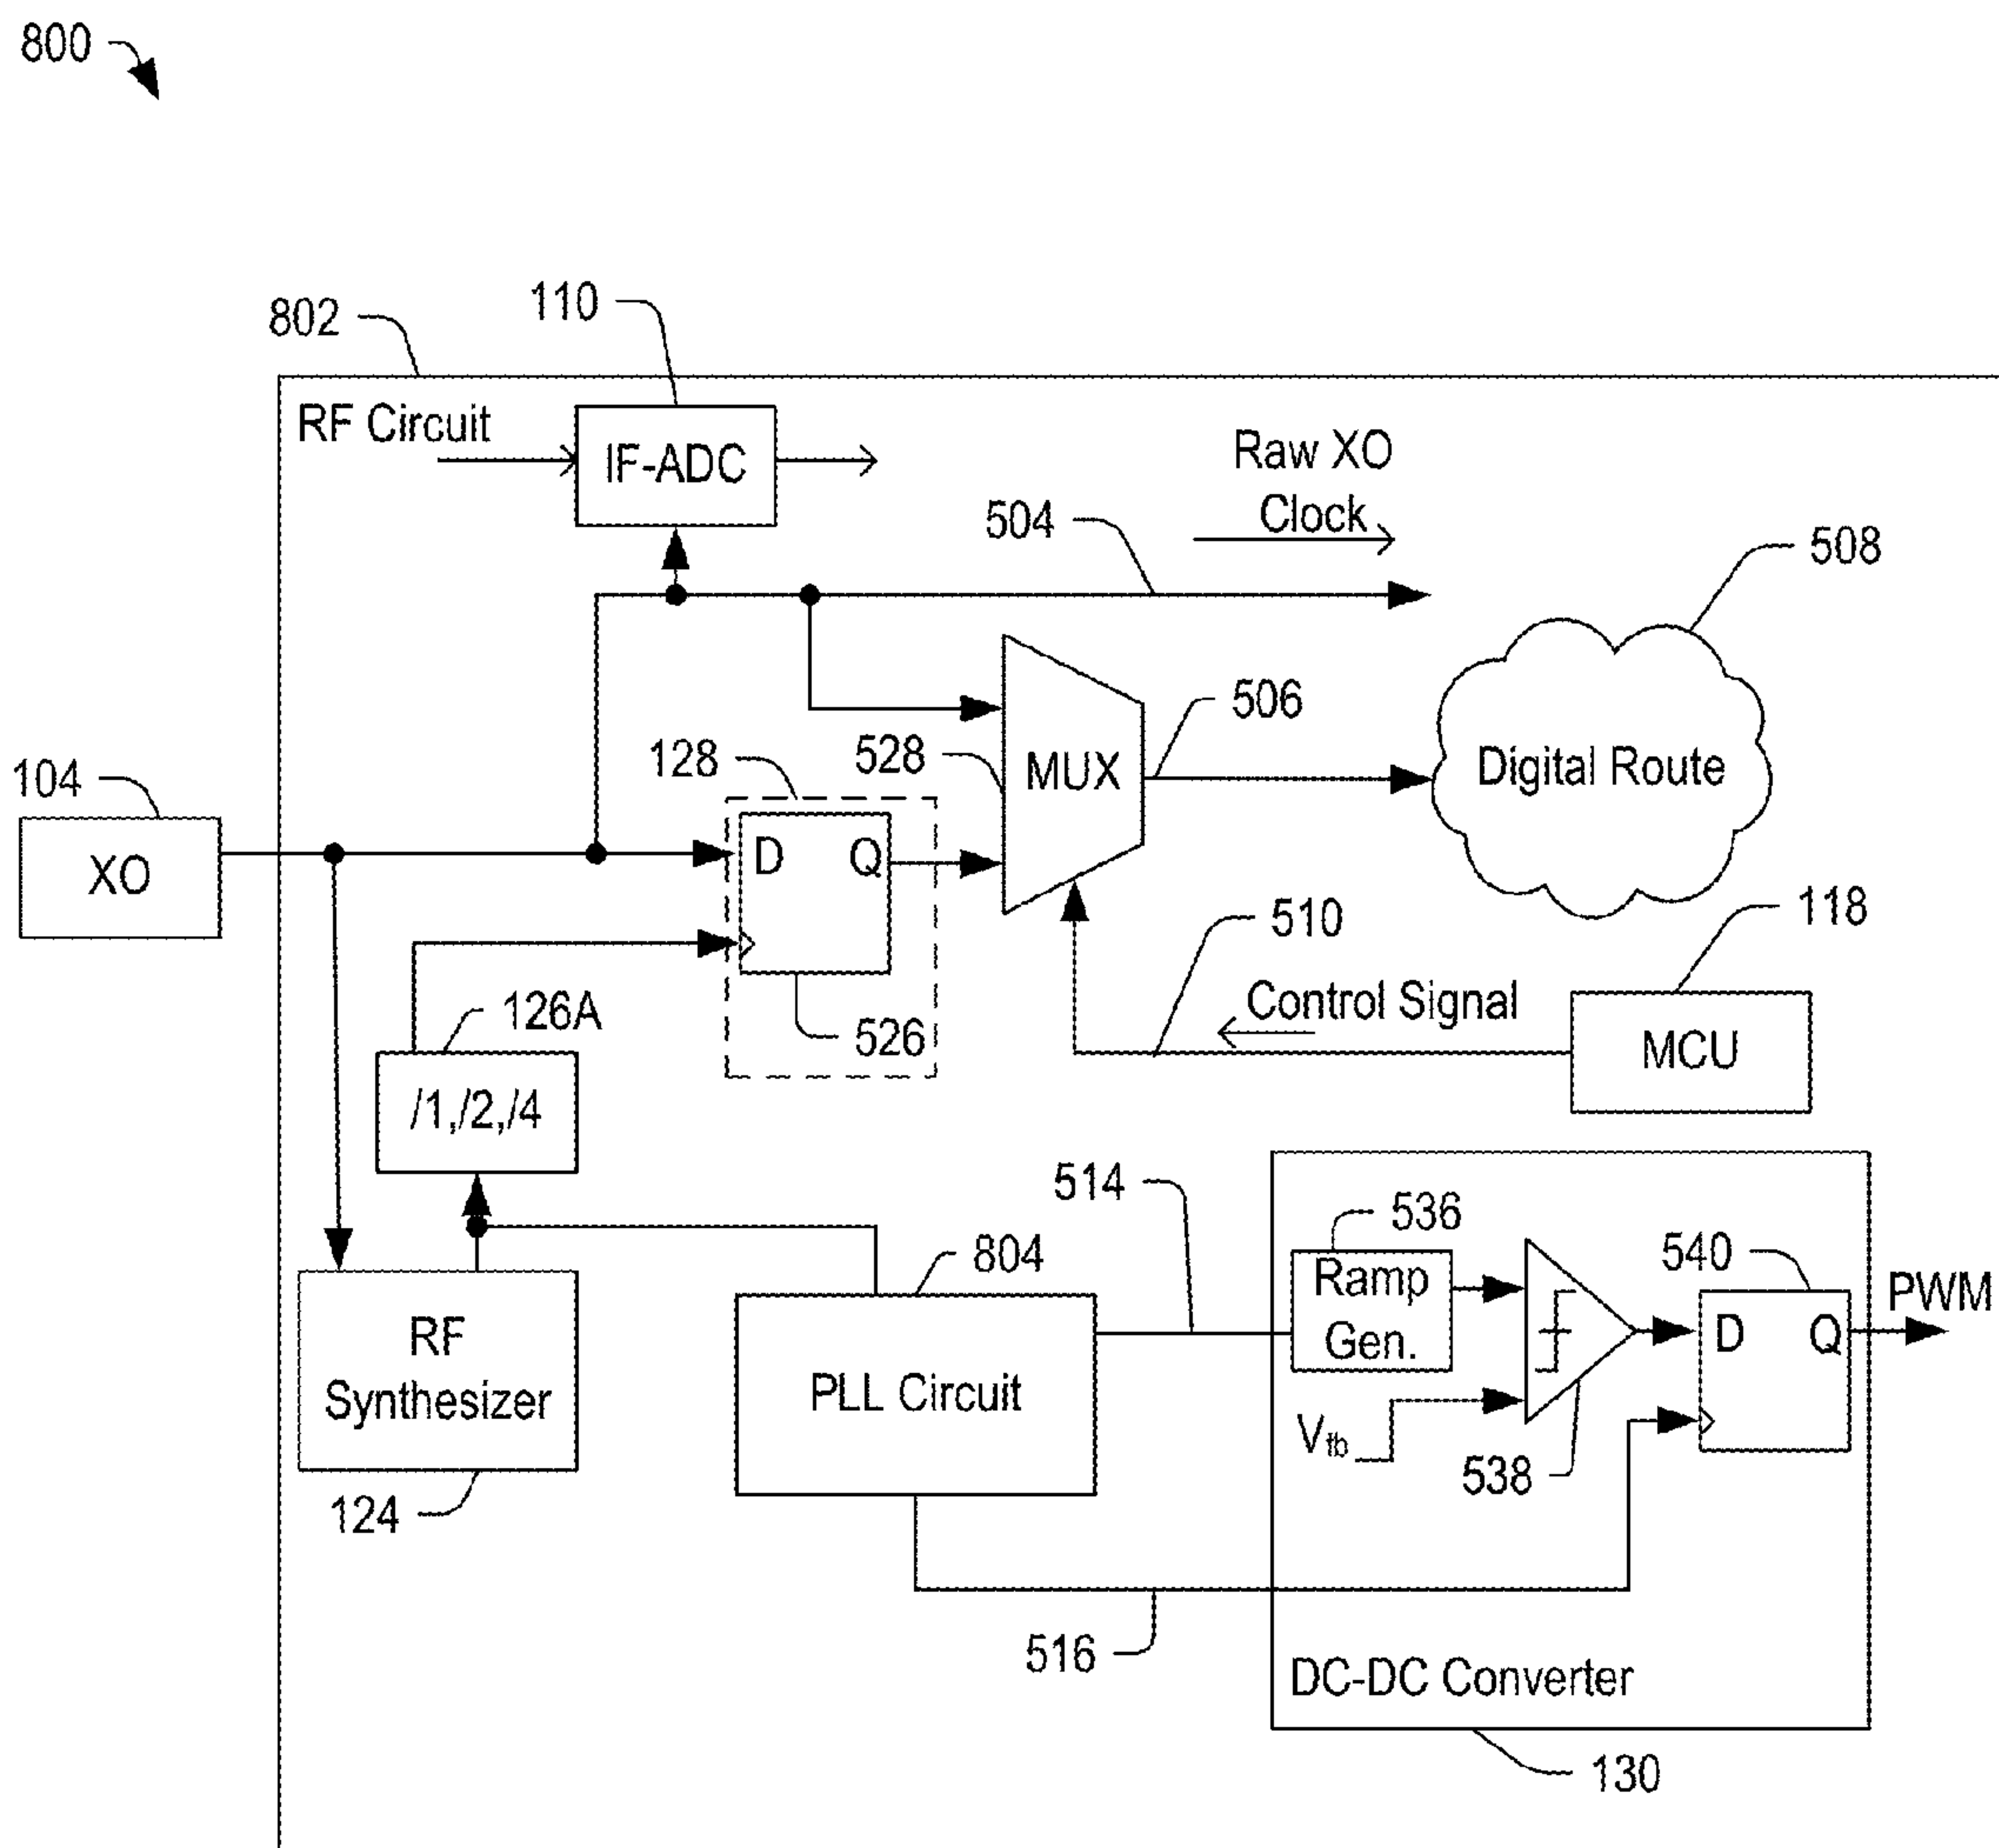 800
802
110
RF Circuit
IF-ADC
Raw XO
Clock
504
508
506
528
MUX
Digital Route
128
104
XO
D Q
510
118
Control Signal
MCU
126A
526
/1,/2,/4
514
536
540
804
Ramp
Gen.
PWM
D Q
RF
Synthesizer
PLL Circuit
Vfb
538
124
516
DC-DC Converter
130